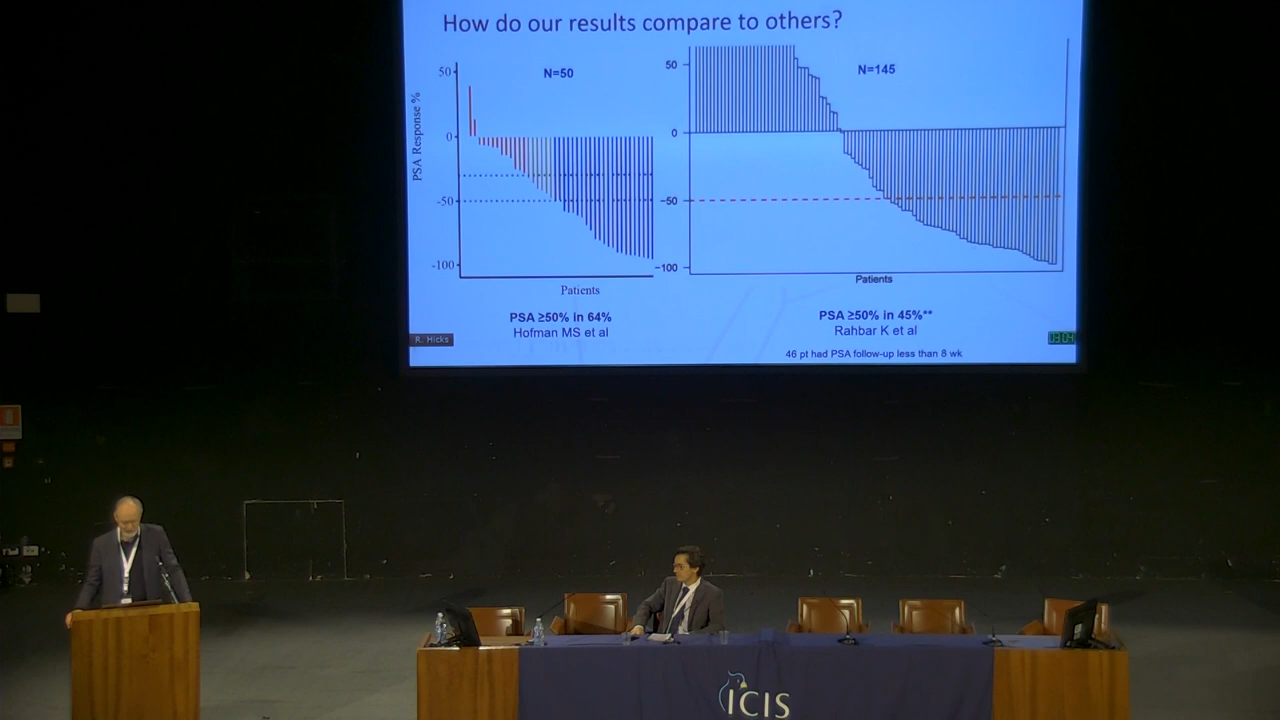 How do our results compare to others?
50
N=50
0
-50
-100
PSA Response %
Patients
PSA ≥50% in 64%
Hofman MS et al
50
N=145
0
−50
−100
Patients
PSA ≥50% in 45%**
Rahbar K et al
46 pt had PSA follow-up less than 8 wk
R. Hicks
ICIS